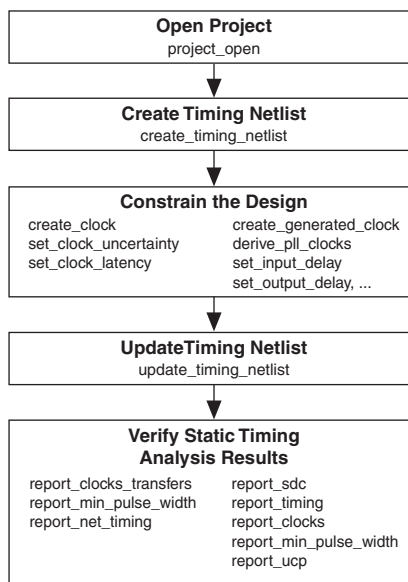 Open Project
project_open
Create Timing Netlist
create_timing_netlist
Constrain the Design
create_clock
set_clock_uncertainty
set_clock_latency
create_generated_clock
derive_pll_clocks
set_input_delay
set_output_delay, ...
UpdateTiming Netlist
update_timing_netlist
Verify Static Timing
Analysis Results
report_clocks_transfers
report_min_pulse_width
report_net_timing
report_sdc
report_timing
report_clocks
report_min_pulse_width
report_ucp